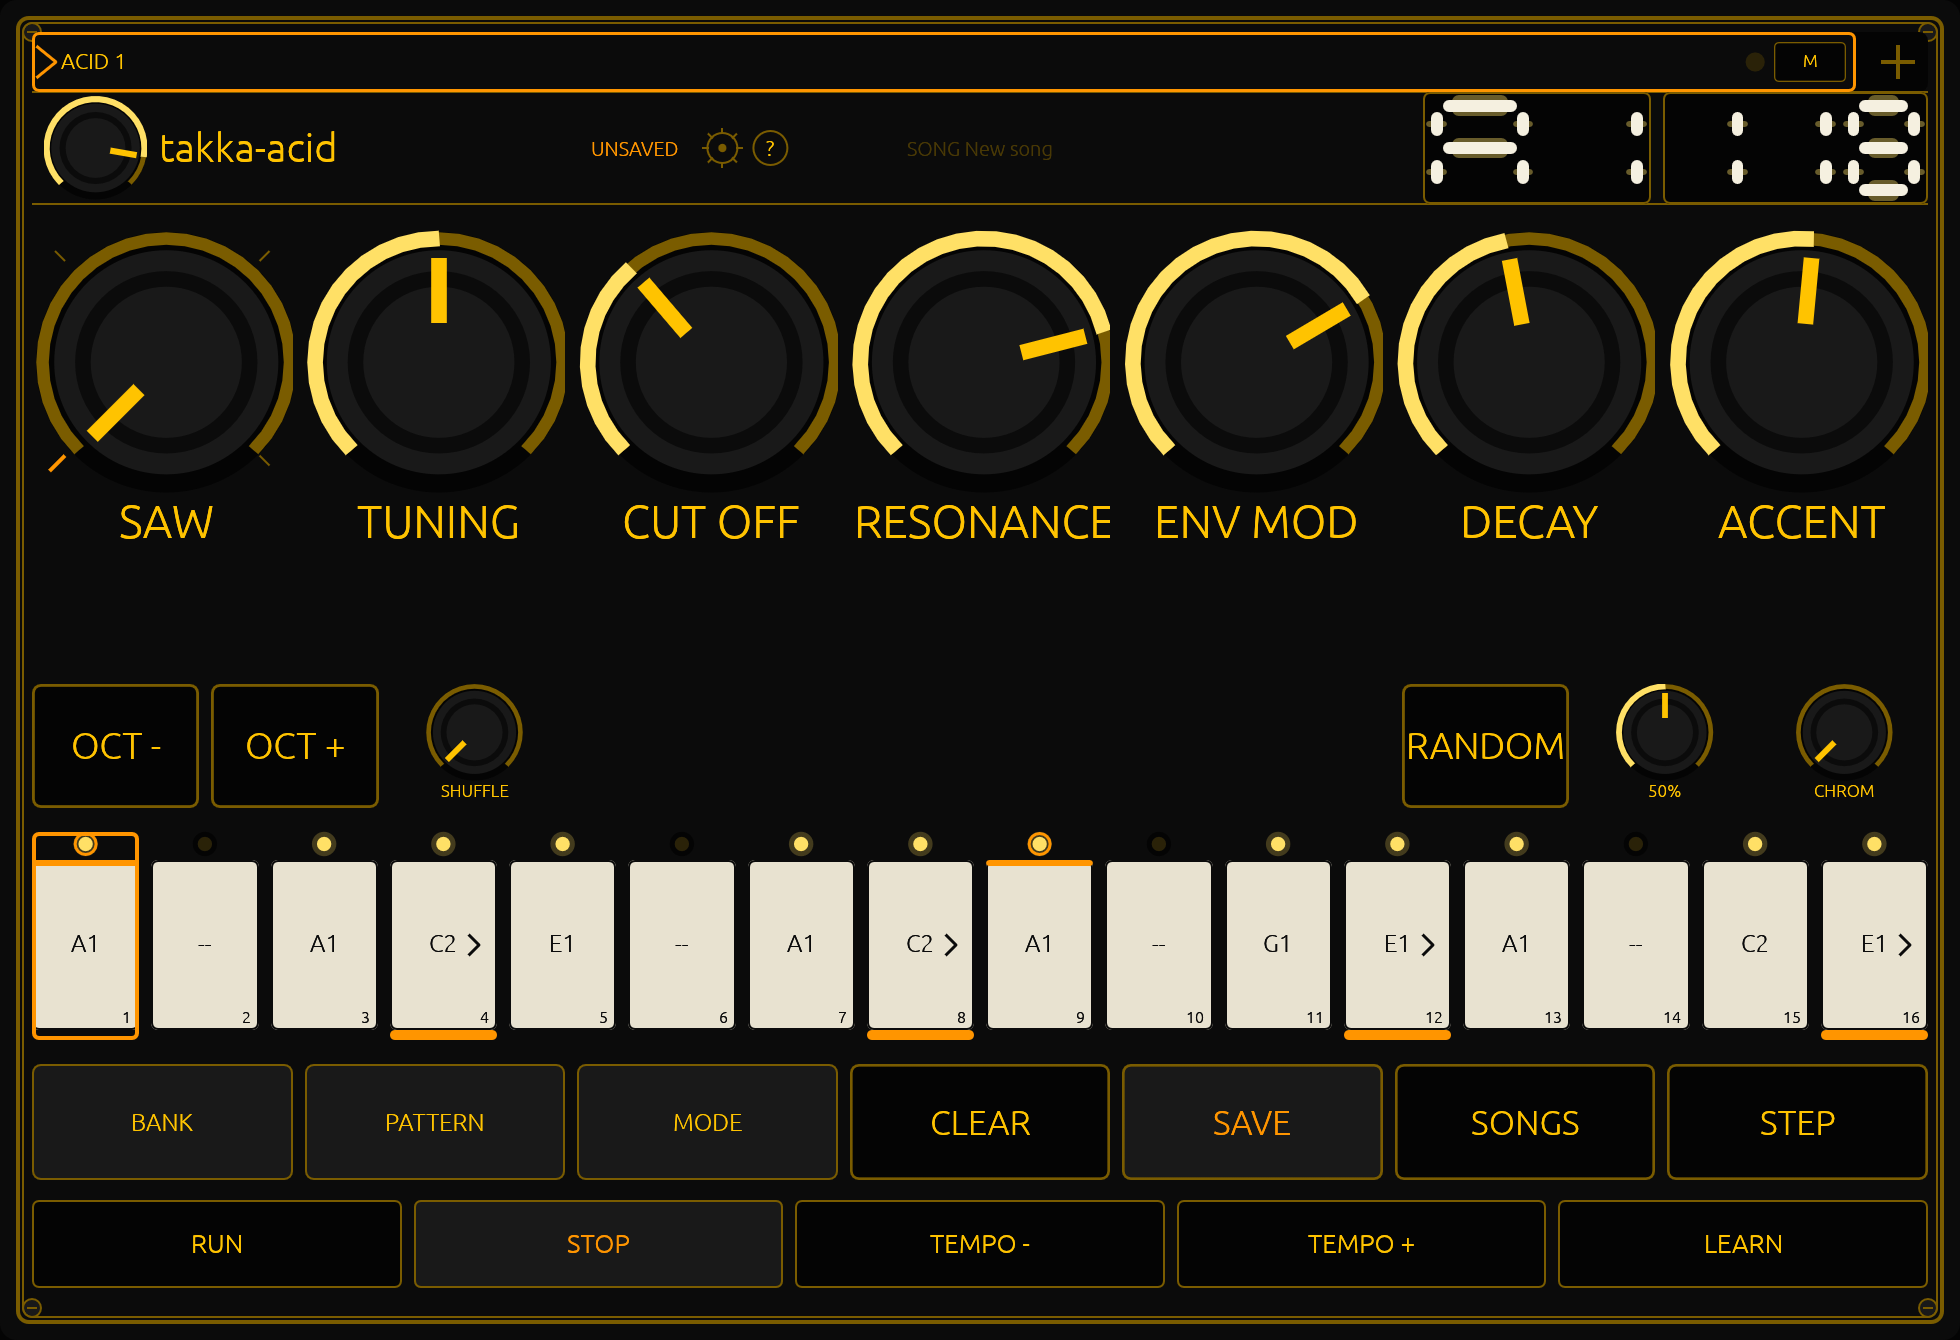 ACID 1
M
takka-acid
UNSAVED
?
SONG New song
A1
118
SAW
TUNING
CUT OFF
RESONANCE
ENV MOD
DECAY
ACCENT
OCT -
OCT +
SHUFFLE
RANDOM
50%
CHROM
A1
--
A1
C2
E1
--
A1
C2
A1
--
G1
E1
A1
--
C2
E1
1
2
3
4
5
6
7
8
9
10
11
12
13
14
15
16
BANK
PATTERN
MODE
CLEAR
SAVE
SONGS
STEP
RUN
STOP
TEMPO -
TEMPO +
LEARN